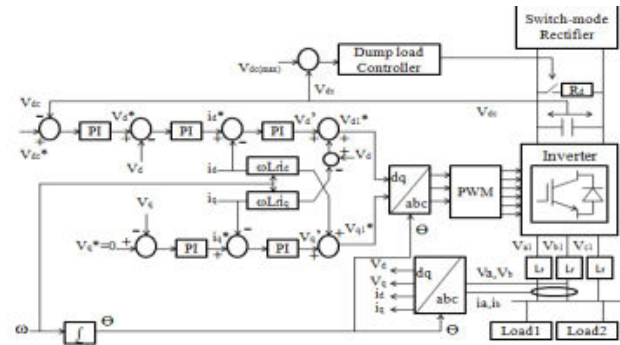 Switch-mode
Rectifier
Dump load
Controller
Vdc(max)
Vdc
Rd
Vdc
Vdc
Vdc*
PI
Vd*
PI
id*
PI
Vd'
Vd1*
Vd
id
ωLfid
Vd
iq
ωLfiq
Vq
Vq*=0
PI
iq*
PI
Vq'
Vq1*
dq
abc
PWM
Inverter
Va1 Vb1 Vc1
Lf Lf Lf
Θ
Vd
Vq
id
iq
dq
abc
Va,Vb
ia,ib
Θ
ω
∫
Θ
Load1
Load2